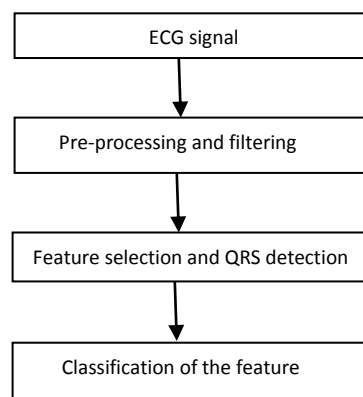 ECG signal
Pre-processing and filtering
Feature selection and QRS detection
Classification of the feature